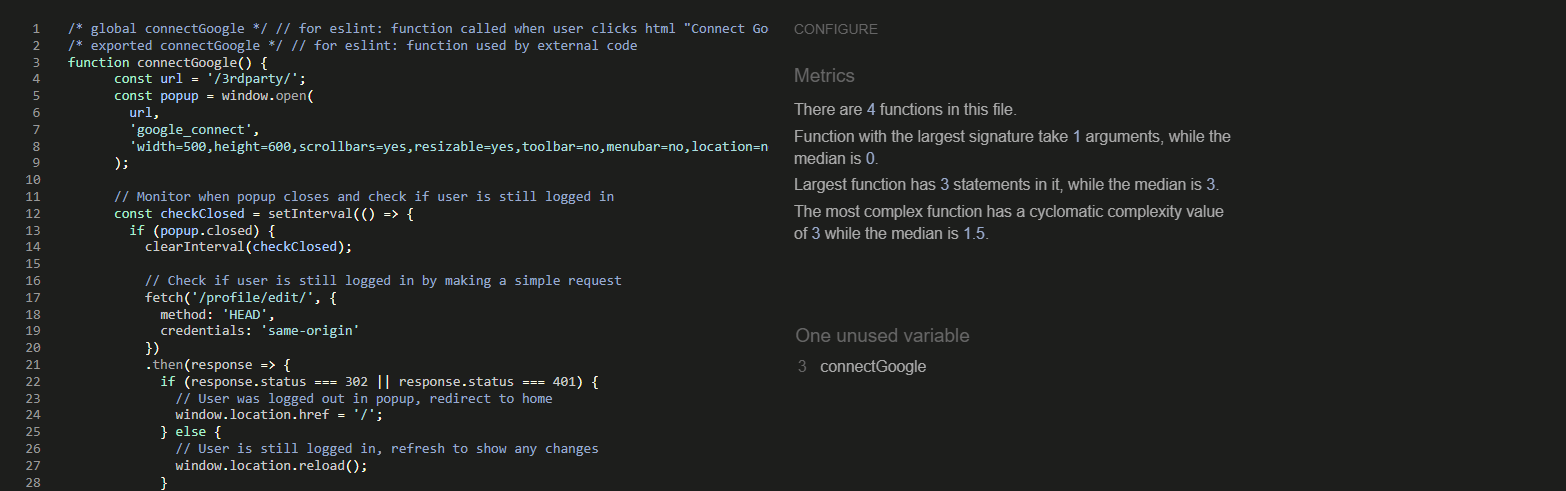 1 /* global connectGoogle */ // for eslint: function called when user clicks html "Connect Go
2 /* exported connectGoogle */ // for eslint: function used by external code
3 function connectGoogle() {
4 const url = '/3rdparty/';
5 const popup = window.open(
6 url,
7 'google_connect',
8 'width=500,height=600,scrollbars=yes,resizable=yes,toolbar=no,menubar=no,location=n
9 );
10
11 // Monitor when popup closes and check if user is still logged in
12 const checkClosed = setInterval(() => {
13 if (popup.closed) {
14 clearInterval(checkClosed);
15
16 // Check if user is still logged in by making a simple request
17 fetch('/profile/edit/', {
18 method: 'HEAD',
19 credentials: 'same-origin'
20 })
21 .then(response => {
22 if (response.status === 302 || response.status === 401) {
23 // User was logged out in popup, redirect to home
24 window.location.href = '/';
25 } else {
26 // User is still logged in, refresh to show any changes
27 window.location.reload();
28 }
CONFIGURE
Metrics
There are 4 functions in this file.
Function with the largest signature take 1 arguments, while the
median is 0.
Largest function has 3 statements in it, while the median is 3.
The most complex function has a cyclomatic complexity value
of 3 while the median is 1.5.
One unused variable
3 connectGoogle